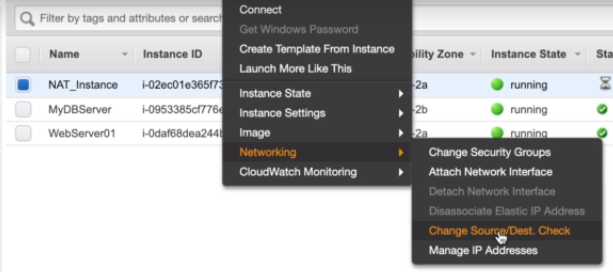 Filter by tags and attributes or search
Connect
Get Windows Password
Create Template From Instance
Launch More Like This
Instance State
Instance Settings
Image
Networking
CloudWatch Monitoring
Change Security Groups
Attach Network Interface
Detach Network Interface
Disassociate Elastic IP Address
Change Source/Dest. Check
Manage IP Addresses
Name Instance ID bility Zone Instance State Sta
NAT_Instance i-02ec01e365f73 -2a running
MyDBServer i-0953385cf776e -2b running
WebServer01 i-0daf68dea244b -2a running